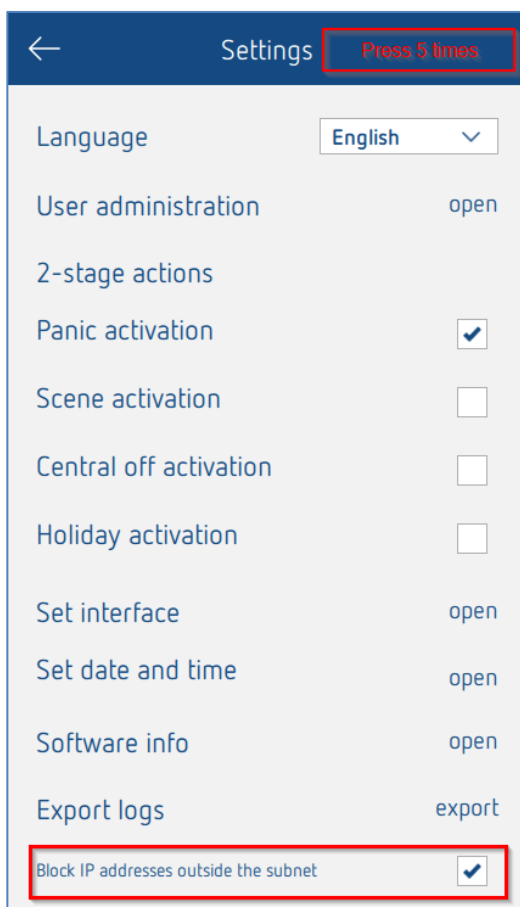 Settings Press 5 times
Language English
User administration open
2-stage actions
Panic activation
Scene activation
Central off activation
Holiday activation
Set interface open
Set date and time open
Software info open
Export logs export
Block IP addresses outside the subnet